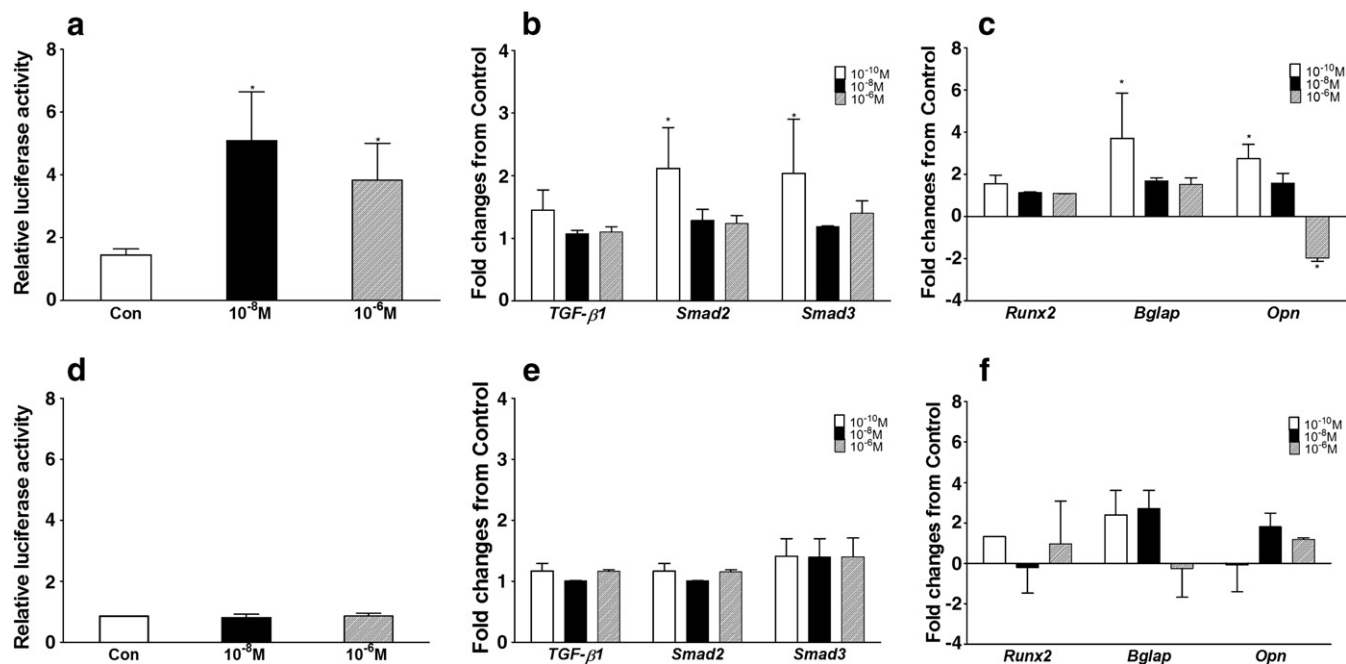 a
Relative luciferase activity
8
6
4
2
0
*
*
Con
10⁻⁸M
10⁻⁶M
b
Fold changes from Control
4
3
2
1
0
*
*
10⁻¹⁰M
10⁻⁸M
10⁻⁶M
TGF-β1
Smad2
Smad3
c
Fold changes from Control
8
6
4
2
0
-2
-4
*
*
*
10⁻¹⁰M
10⁻⁸M
10⁻⁶M
Runx2
Bglap
Opn
d
Relative luciferase activity
8
6
4
2
0
Con
10⁻⁸M
10⁻⁶M
e
Fold changes from Control
4
3
2
1
0
10⁻¹⁰M
10⁻⁸M
10⁻⁶M
TGF-β1
Smad2
Smad3
f
Fold changes from Control
8
6
4
2
0
-2
-4
10⁻¹⁰M
10⁻⁸M
10⁻⁶M
Runx2
Bglap
Opn